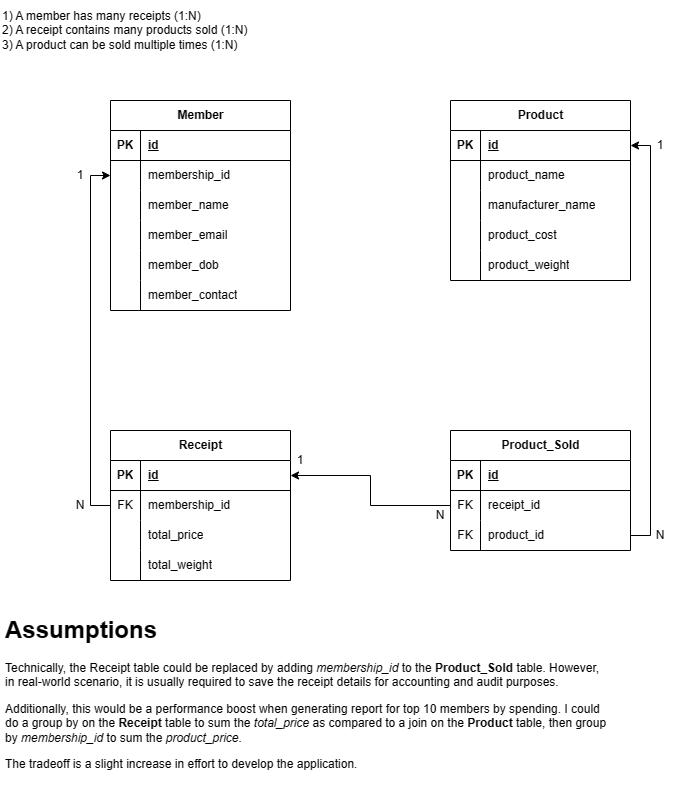 1) A member has many receipts (1:N)
2) A receipt contains many products sold (1:N)
3) A product can be sold multiple times (1:N)
Member
PK id
1
membership_id
member_name
member_email
member_dob
member_contact
Product
PK id
1
product_name
manufacturer_name
product_cost
product_weight
Receipt
1
PK id
N
FK membership_id
total_price
total_weight
Product_Sold
PK id
FK receipt_id
N
FK product_id
N
Assumptions
Technically, the Receipt table could be replaced by adding membership_id to the Product_Sold table. However,
in real-world scenario, it is usually required to save the receipt details for accounting and audit purposes.
Additionally, this would be a performance boost when generating report for top 10 members by spending. I could
do a group by on the Receipt table to sum the total_price as compared to a join on the Product table, then group
by membership_id to sum the product_price.
The tradeoff is a slight increase in effort to develop the application.